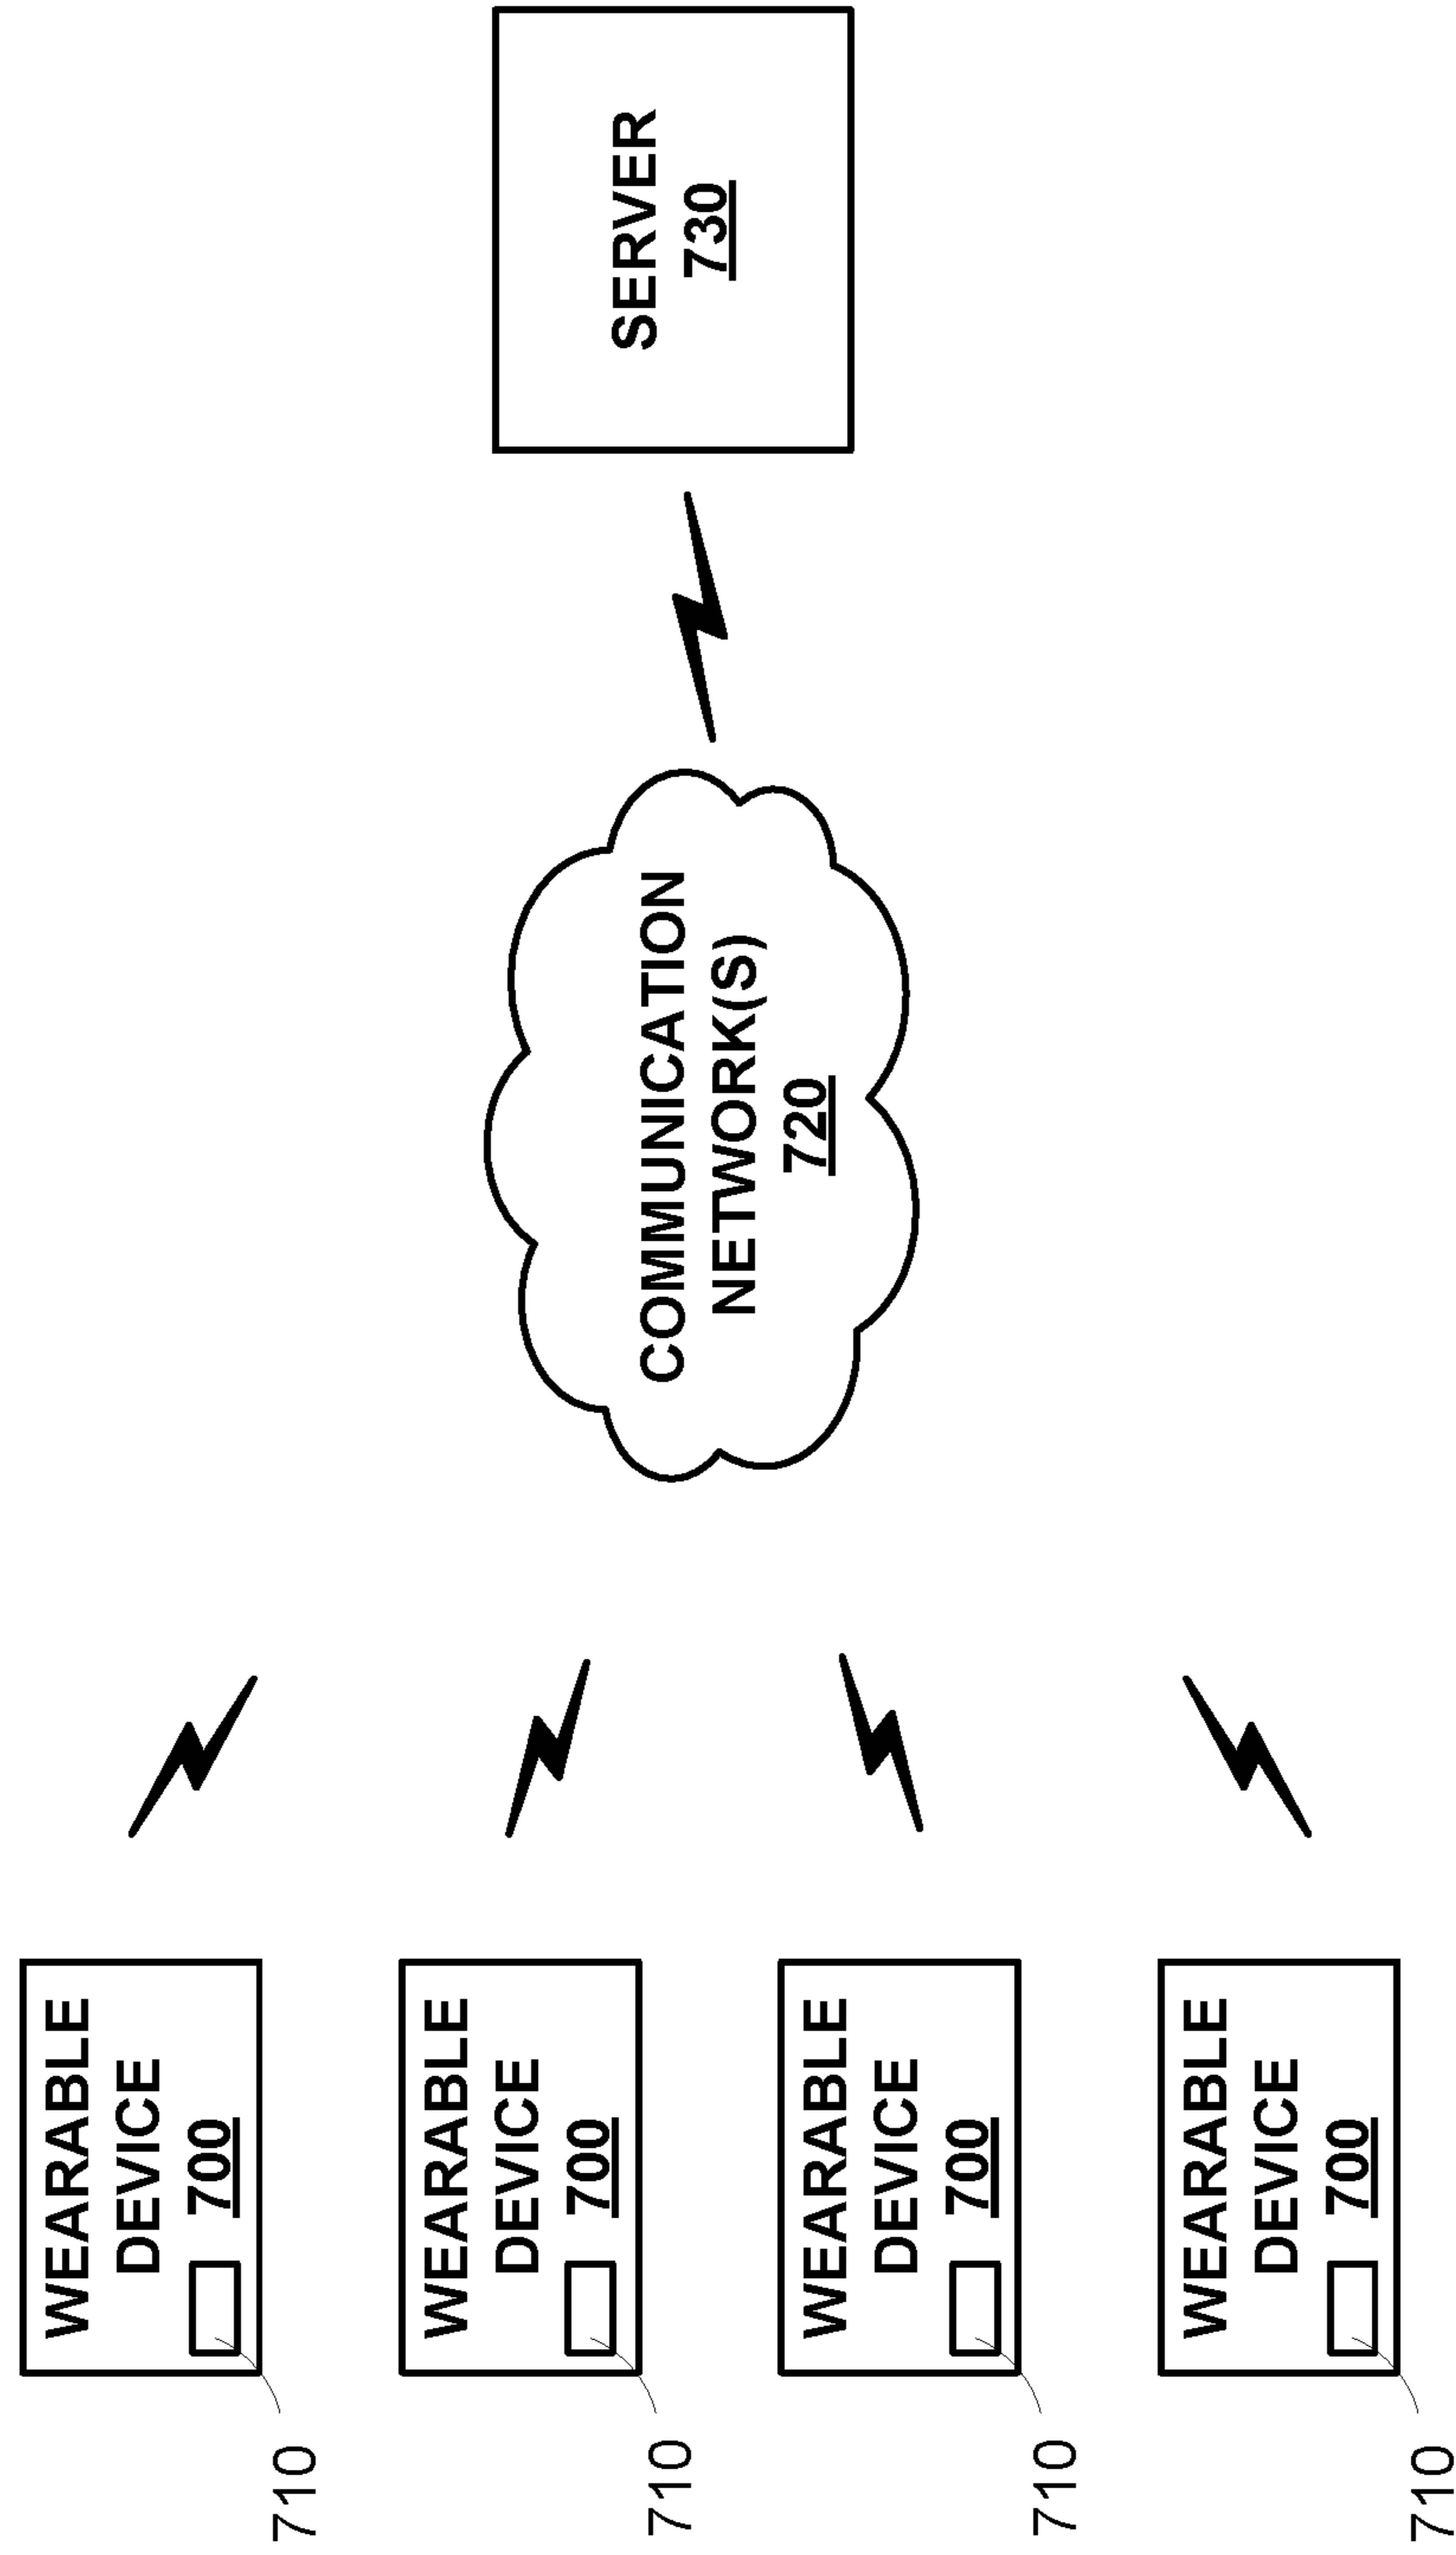 WEARABLE
DEVICE
700
710
WEARABLE
DEVICE
700
710
WEARABLE
DEVICE
700
710
WEARABLE
DEVICE
700
710
COMMUNICATION
NETWORK(S)
720
SERVER
730